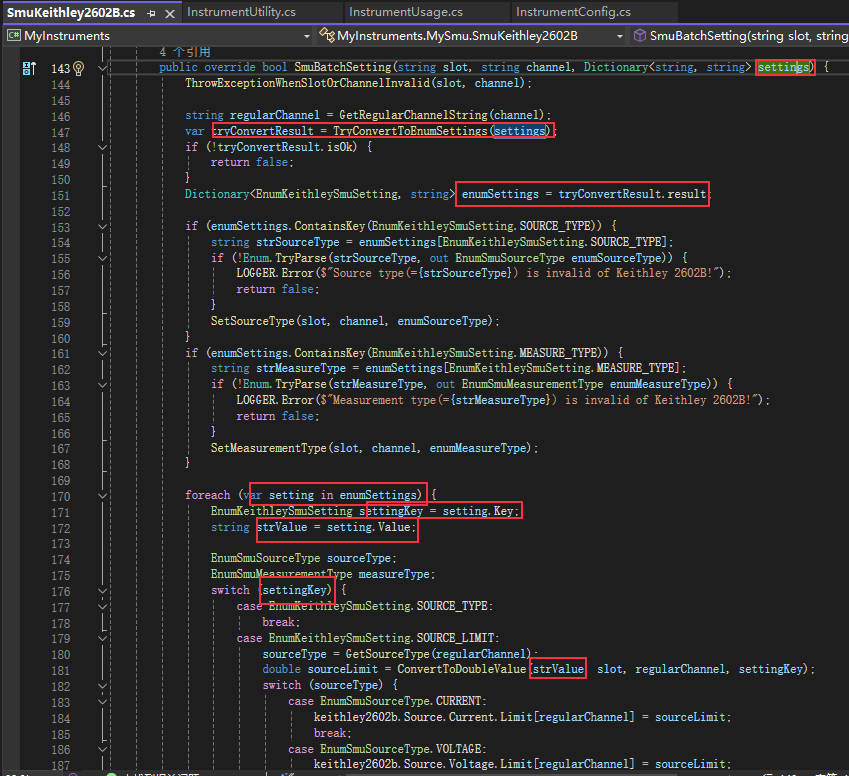 SmuKeithley2602B.cs InstrumentUtility.cs InstrumentUsage.cs InstrumentConfig.cs
C# MyInstruments MyInstruments.MySmu.SmuKeithley2602B SmuBatchSetting(string slot, string
4 个引用
143 public override bool SmuBatchSetting(string slot, string channel, Dictionary<string, string> settings) {
144 ThrowExceptionWhenSlotOrChannelInvalid(slot, channel);
145
146 string regularChannel = GetRegularChannelString(channel);
147 var tryConvertResult = TryConvertToEnumSettings(settings)
148 if (!tryConvertResult.isOk) {
149 return false;
150 }
151 Dictionary<EnumKeithleySmuSetting, string> enumSettings = tryConvertResult.result
152
153 if (enumSettings.ContainsKey(EnumKeithleySmuSetting.SOURCE_TYPE)) {
154 string strSourceType = enumSettings[EnumKeithleySmuSetting.SOURCE_TYPE];
155 if (!Enum.TryParse(strSourceType, out EnumSmuSourceType enumSourceType)) {
156 LOGGER.Error($"Source type(={strSourceType}) is invalid of Keithley 2602B!");
157 return false;
158 }
159 SetSourceType(slot, channel, enumSourceType);
160 }
161 if (enumSettings.ContainsKey(EnumKeithleySmuSetting.MEASURE_TYPE)) {
162 string strMeasureType = enumSettings[EnumKeithleySmuSetting.MEASURE_TYPE];
163 if (!Enum.TryParse(strMeasureType, out EnumSmuMeasurementType enumMeasureType)) {
164 LOGGER.Error($"Measurement type(={strMeasureType}) is invalid of Keithley 2602B!");
165 return false;
166 }
167 SetMeasurementType(slot, channel, enumMeasureType);
168 }
169
170 foreach (var setting in enumSettings) {
171 EnumKeithleySmuSetting settingKey = setting.Key;
172 string strValue = setting.Value;
173
174 EnumSmuSourceType sourceType;
175 EnumSmuMeasurementType measureType;
176 switch (settingKey) {
177 case EnumKeithleySmuSetting.SOURCE_TYPE:
178 break;
179 case EnumKeithleySmuSetting.SOURCE_LIMIT:
180 sourceType = GetSourceType(regularChannel);
181 double sourceLimit = ConvertToDoubleValue strValue slot, regularChannel, settingKey);
182 switch (sourceType) {
183 case EnumSmuSourceType.CURRENT:
184 keithley2602b.Source.Current.Limit[regularChannel] = sourceLimit;
185 break;
186 case EnumSmuSourceType.VOLTAGE:
187 keithley2602b.Source.Voltage.Limit[regularChannel] = sourceLimit;